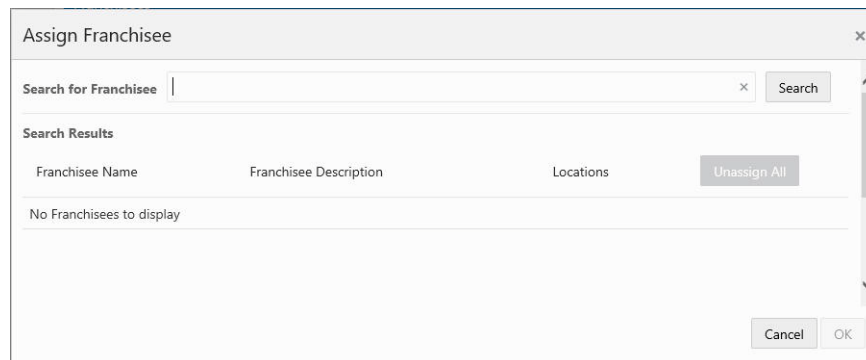 Assign Franchisee ×
Search for Franchisee × Search
Search Results
Franchisee Name Franchisee Description Locations Unassign All
No Franchisees to display
Cancel OK